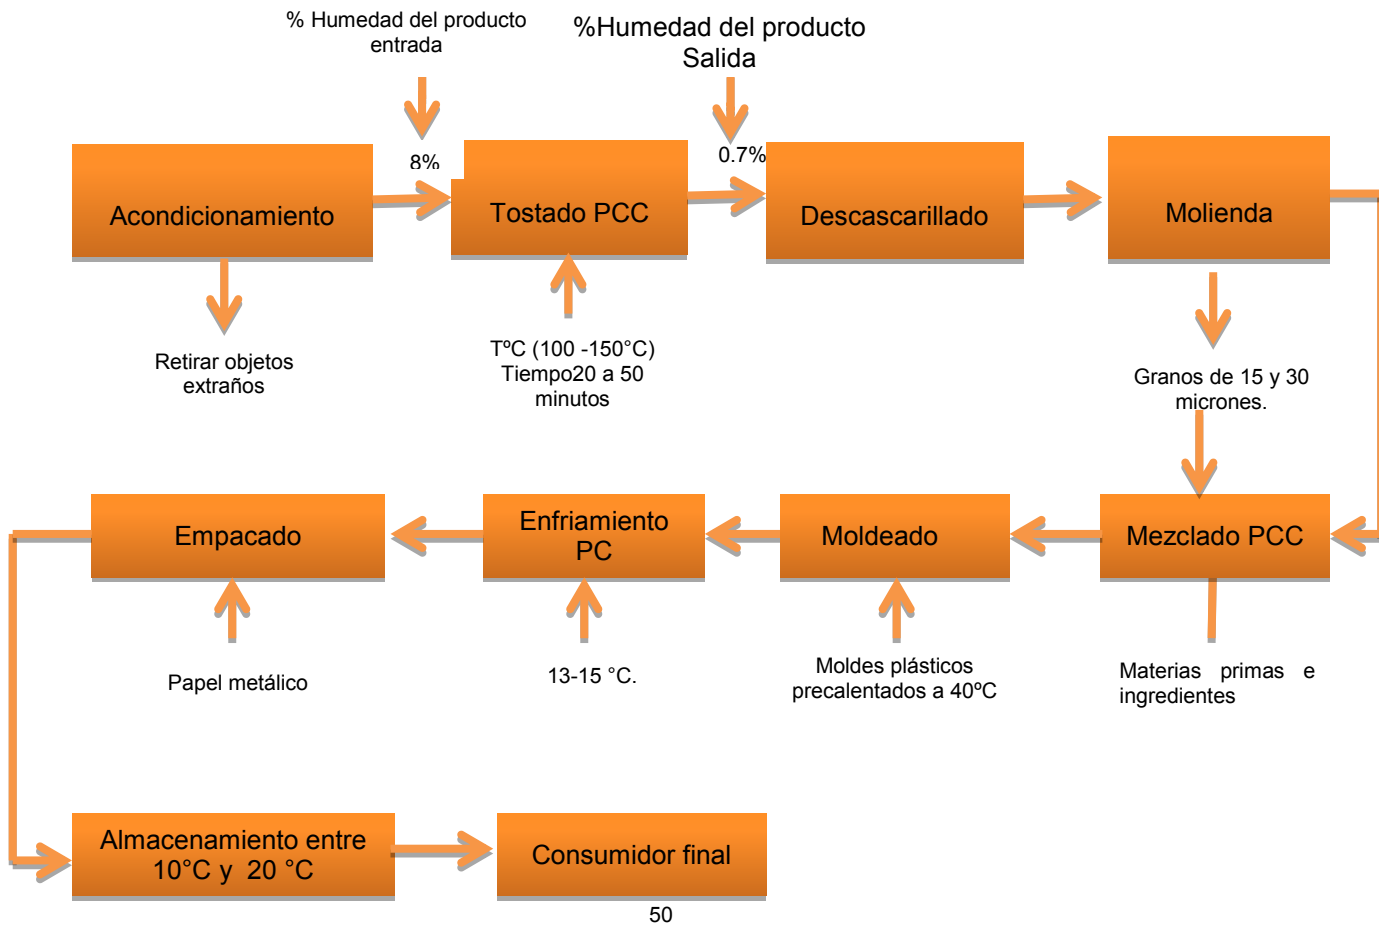 % Humedad del producto
entrada
%Humedad del producto
Salida
8%
0.7%
Acondicionamiento
Tostado PCC
Descascarillado
Molienda
Retirar objetos
extraños
TºC (100 -150°C)
Tiempo20 a 50
minutos
Granos de 15 y 30
micrones.
Empacado
Enfriamiento
PC
Moldeado
Mezclado PCC
Papel metálico
13-15 °C.
Moldes plásticos
precalentados a 40ºC
Materias primas e
ingredientes
Almacenamiento entre
10°C y 20 °C
Consumidor final
50